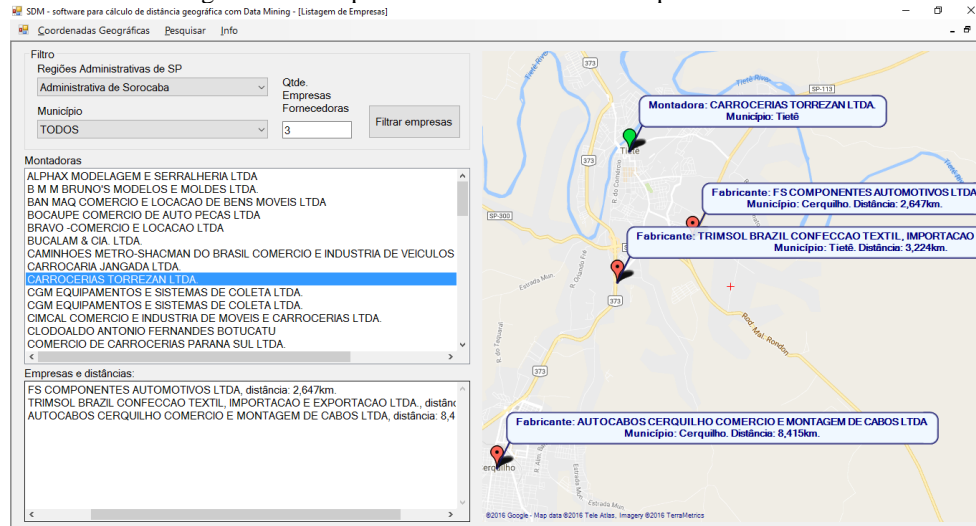 SDM - software para cálculo de distância geográfica com Data Mining - [Listagem de Empresas]
Coordenadas Geográficas Pesquisar Info
Filtro
Regiões Administrativas de SP
Administrativa de Sorocaba
Município
TODOS
Qtde.
Empresas
Fornecedoras
3
Filtrar empresas
Montadoras
ALPHAX MODELAGEM E SERRALHERIA LTDA
B M M BRUNO'S MODELOS E MOLDES LTDA.
BAN MAQ COMERCIO E LOCACAO DE BENS MOVEIS LTDA
BOCAUPE COMERCIO DE AUTO PECAS LTDA
BRAVO -COMERCIO E LOCACAO LTDA
BUCALAM & CIA. LTDA.
CAMINHOES METRO-SHACMAN DO BRASIL COMERCIO E INDUSTRIA DE VEICULOS
CARROCARIA JANGADA LTDA.
CARROCERIAS TORREZAN LTDA.
CGM EQUIPAMENTOS E SISTEMAS DE COLETA LTDA.
CGM EQUIPAMENTOS E SISTEMAS DE COLETA LTDA.
CIMCAL COMERCIO E INDUSTRIA DE MOVEIS E CARROCERIAS LTDA.
CLODOALDO ANTONIO FERNANDES BOTUCATU
COMERCIO DE CARROCERIAS PARANA SUL LTDA.
Empresas e distâncias:
FS COMPONENTES AUTOMOTIVOS LTDA, distância: 2,647km.
TRIMSOL BRAZIL CONFECCAO TEXTIL, IMPORTACAO E EXPORTACAO LTDA., distânc
AUTOCABOS CERQUILHO COMERCIO E MONTAGEM DE CABOS LTDA, distância: 8,4
373
Tietê
SP-113
Montadora: CARROCERIAS TORREZAN LTDA.
Município: Tietê
Tietê
373
R. do Comércio
SP-300
Fabricante: FS COMPONENTES AUTOMOTIVOS LTDA
Município: Cerquilho. Distância: 2,647km.
Fabricante: TRIMSOL BRAZIL CONFECCAO TEXTIL, IMPORTACAO
Município: Tietê. Distância: 3,224km.
Estrada Mun.
373
Rod. Mal. Rondon
373
Fabricante: AUTOCABOS CERQUILHO COMERCIO E MONTAGEM DE CABOS LTDA
Município: Cerquilho. Distância: 8,415km.
erquilho
Estrada Mun.
Estrada Mun.
©2016 Google - Map data ©2016 Tele Atlas, Imagery ©2016 TerraMetrics